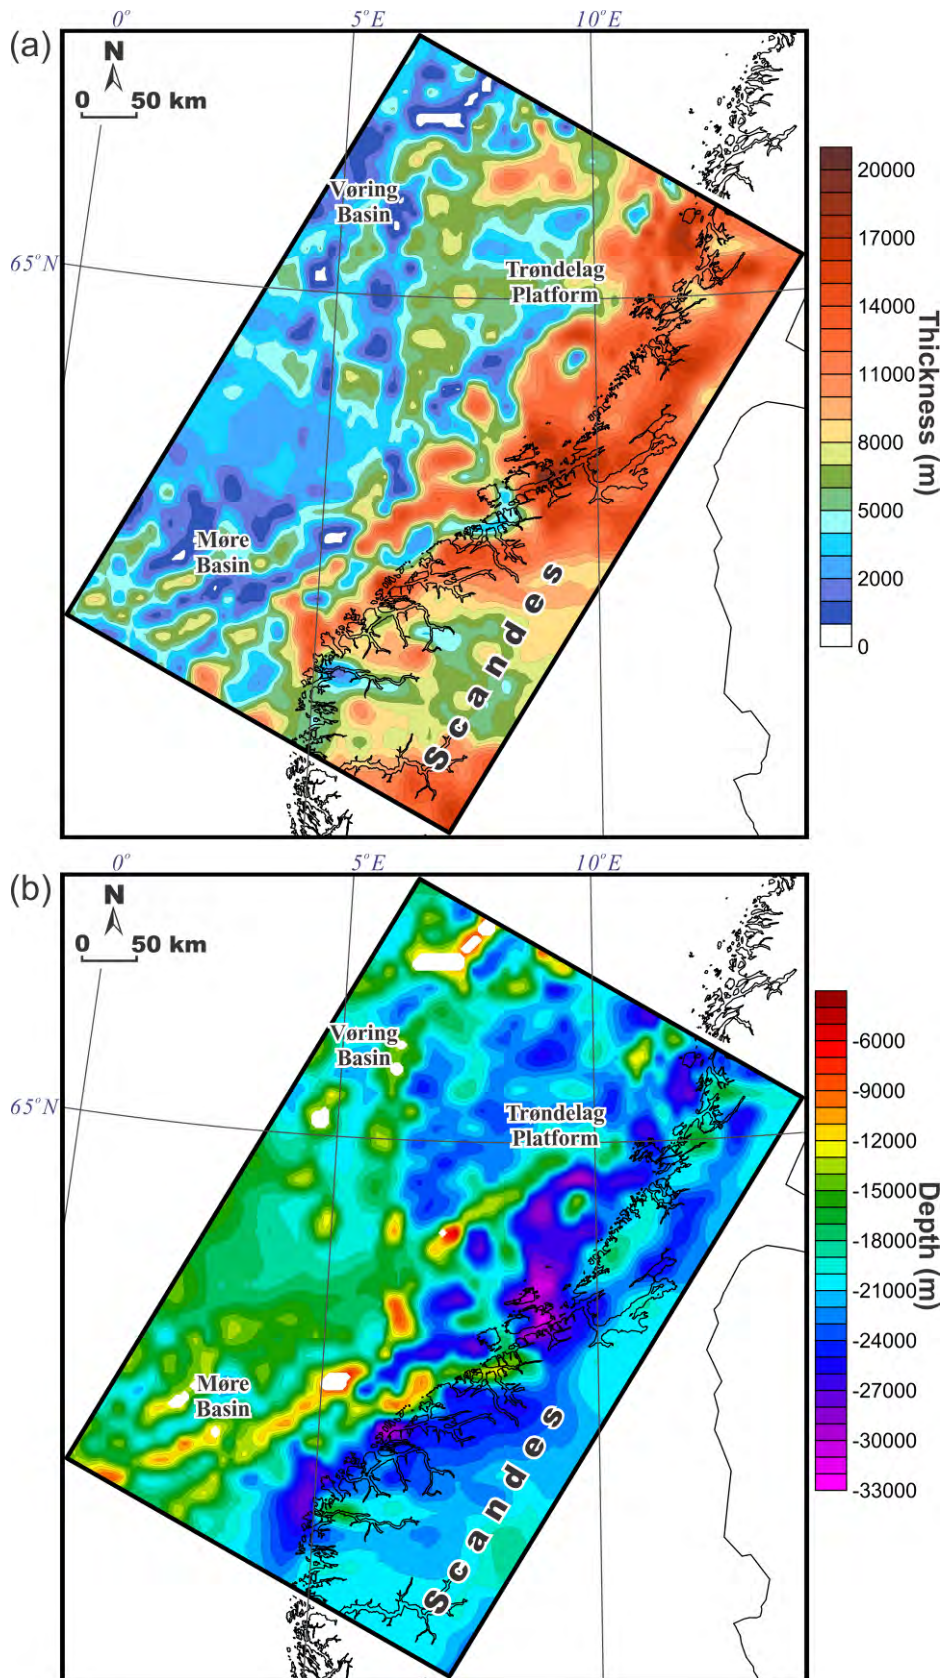 0° 5°E 10°E
(a)
N
0 50 km
Vøring
Basin
65°N
Trøndelag
Platform
Møre
Basin
Scandes
20000
17000
14000
11000
8000
5000
2000
0
Thickness (m)
0° 5°E 10°E
(b)
N
0 50 km
Vøring
Basin
65°N
Trøndelag
Platform
Møre
Basin
Scandes
-6000
-9000
-12000
-15000
-18000
-21000
-24000
-27000
-30000
-33000
Depth (m)